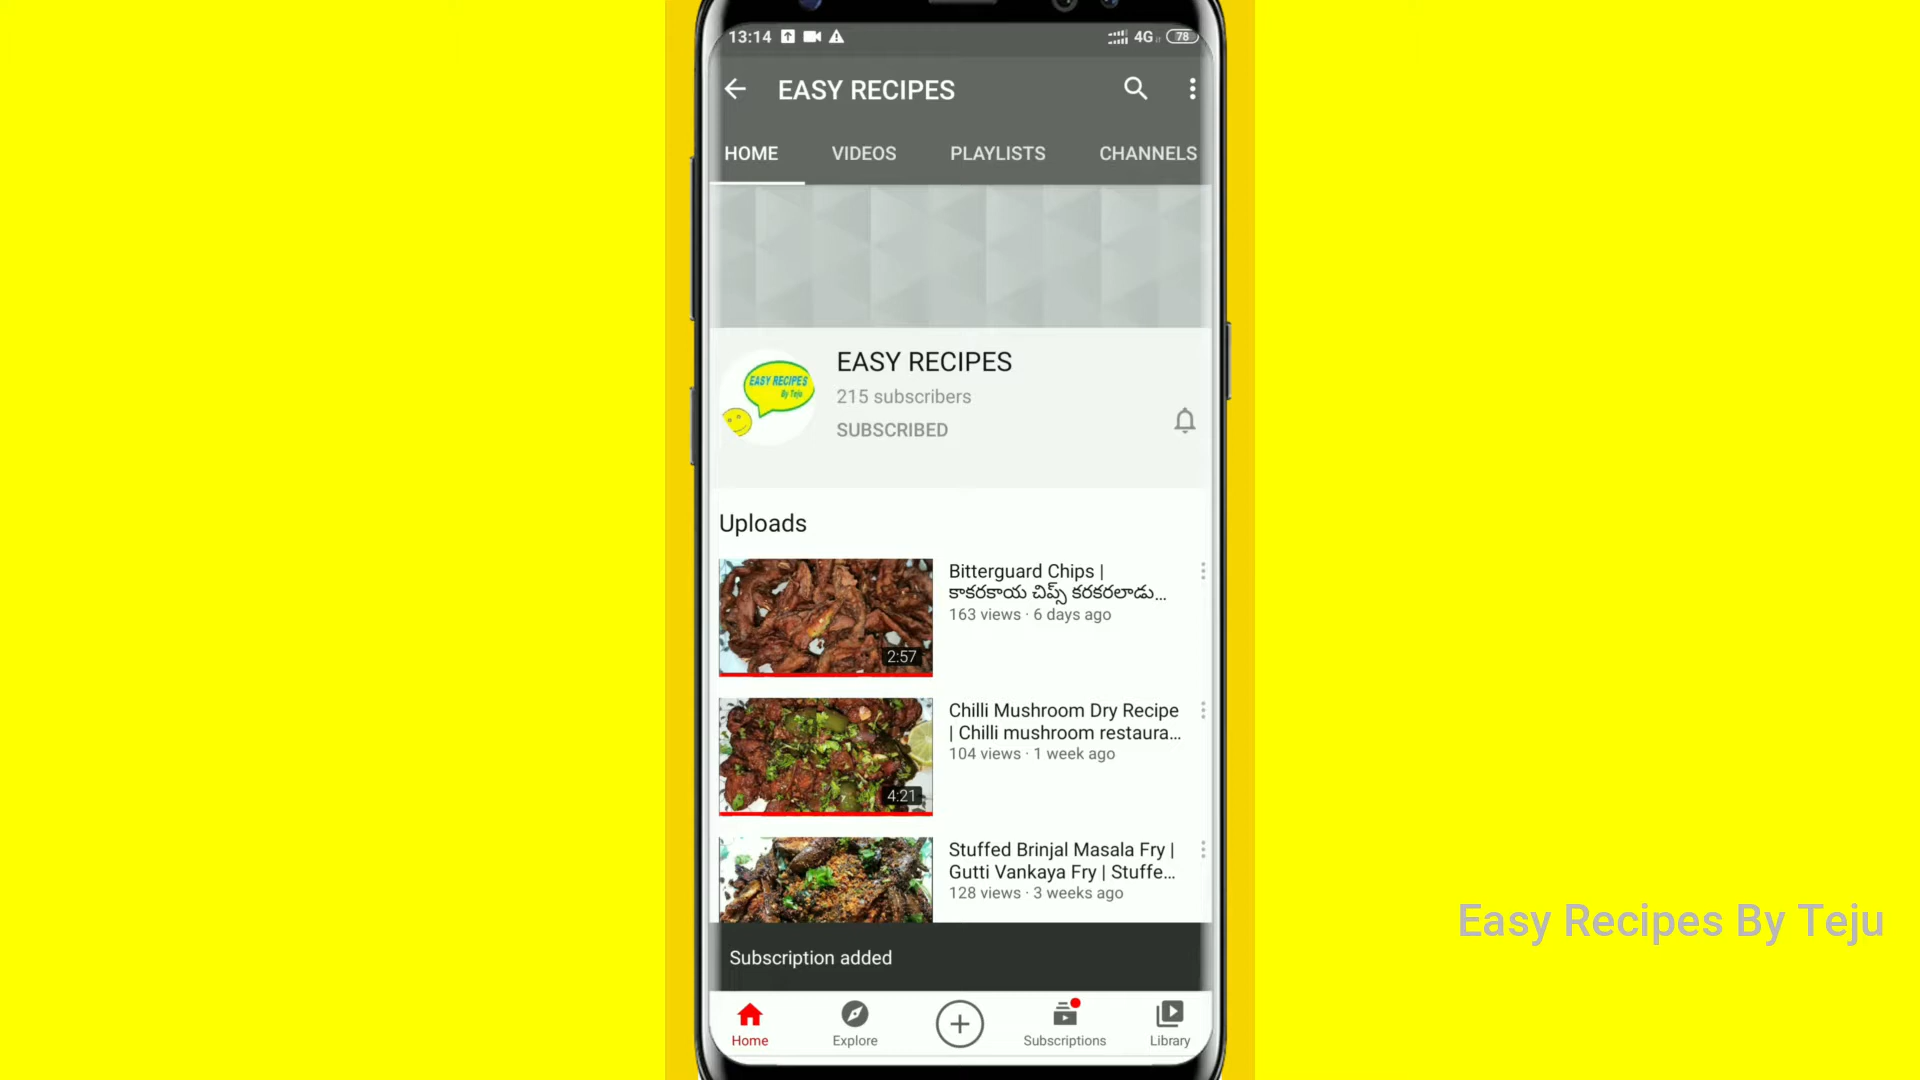 13:14
4G
78
EASY RECIPES
HOME VIDEOS PLAYLISTS CHANNELS
EASY RECIPES
By Teju
EASY RECIPES
215 subscribers
SUBSCRIBED
Uploads
Bitterguard Chips |
కాకరకాయ చిప్స్ కరకరలాడు...
163 views · 6 days ago
2:57
Chilli Mushroom Dry Recipe
| Chilli mushroom restaura...
104 views · 1 week ago
4:21
Stuffed Brinjal Masala Fry |
Gutti Vankaya Fry | Stuffe...
128 views · 3 weeks ago
Easy Recipes By Teju
Subscription added
Home Explore Subscriptions Library